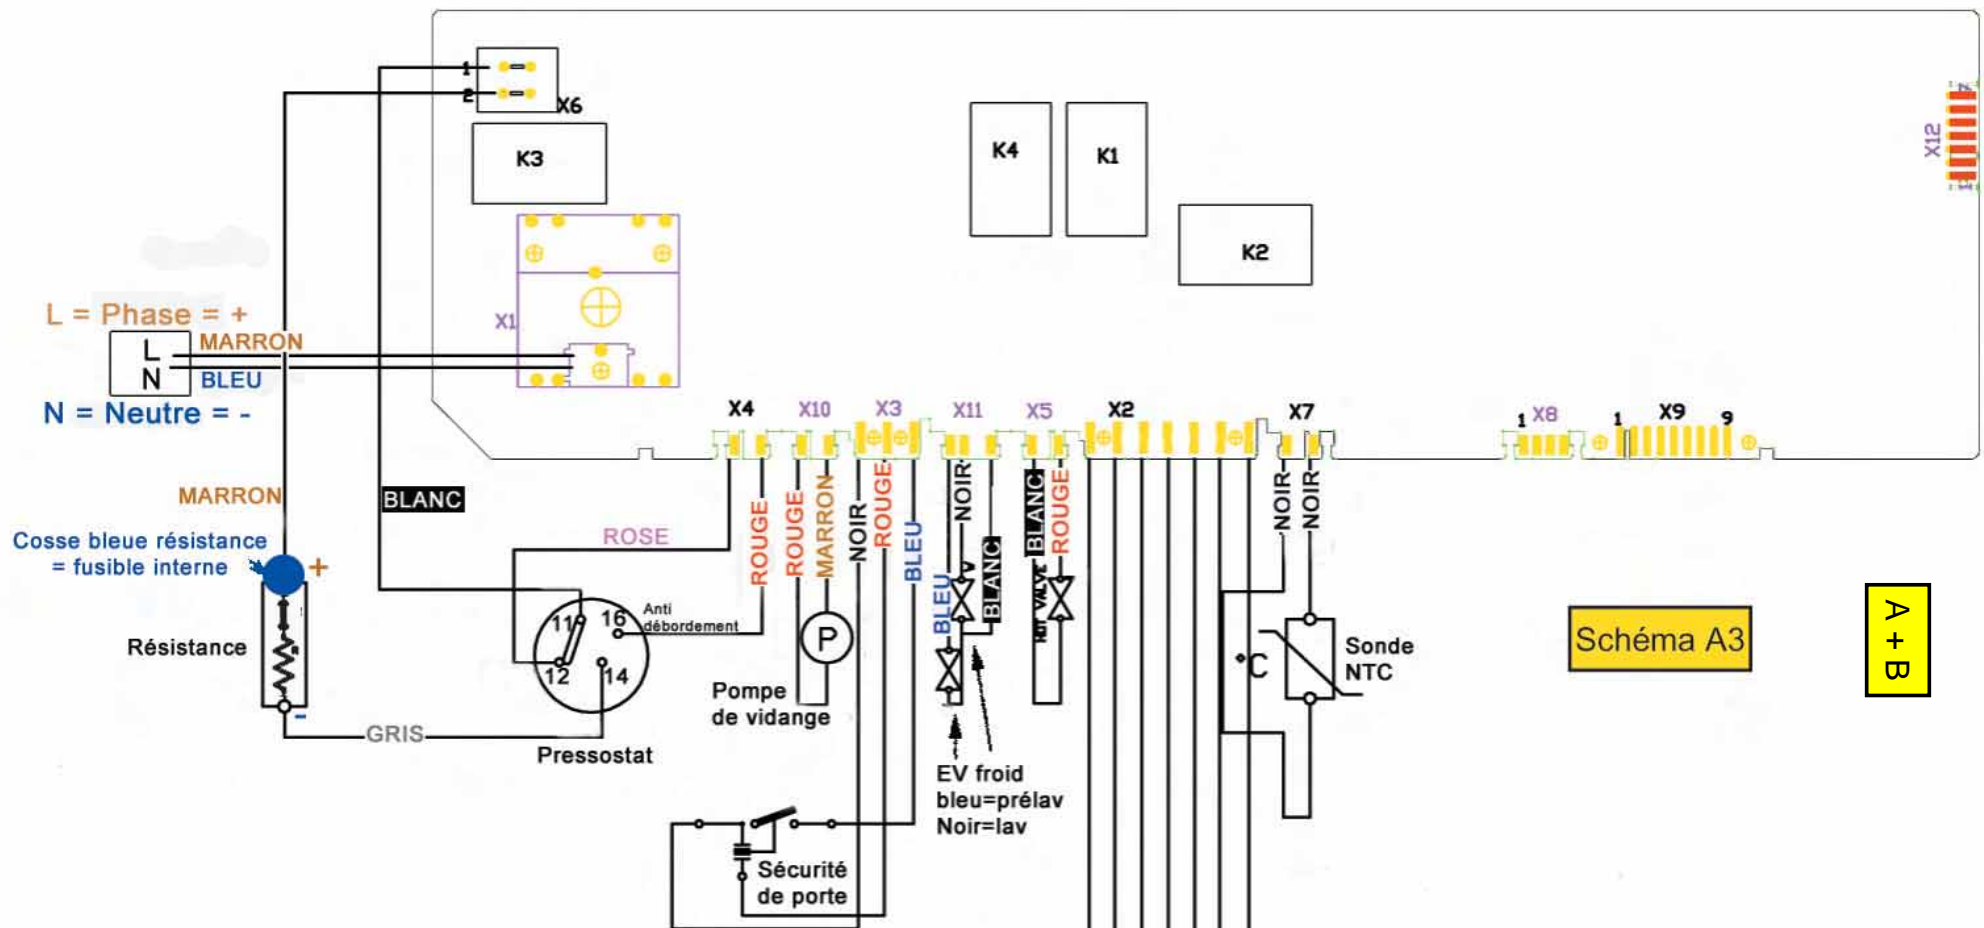 1
2
X6
K3
K4
K1
K2
X12
X1
L = Phase = +
L
N
MARRON
BLEU
N = Neutre = -
X4
X10
X3
X11
X5
X2
X7
1
X8
1
X9
9
MARRON
BLANC
ROSE
ROUGE
ROUGE
MARRON
NOIR
ROUGE
BLEU
BLEU
NOIR
BLANC
BLANC
ROUGE
HOT VALVE
NOIR
NOIR
Cosse bleue résistance
= fusible interne
+
Résistance
-
GRIS
11
16
12
14
Anti
débordement
Pressostat
P
Pompe
de vidange
EV froid
bleu=prélav
Noir=lav
Sécurité
de porte
°C
Sonde
NTC
Schéma A3
A + B